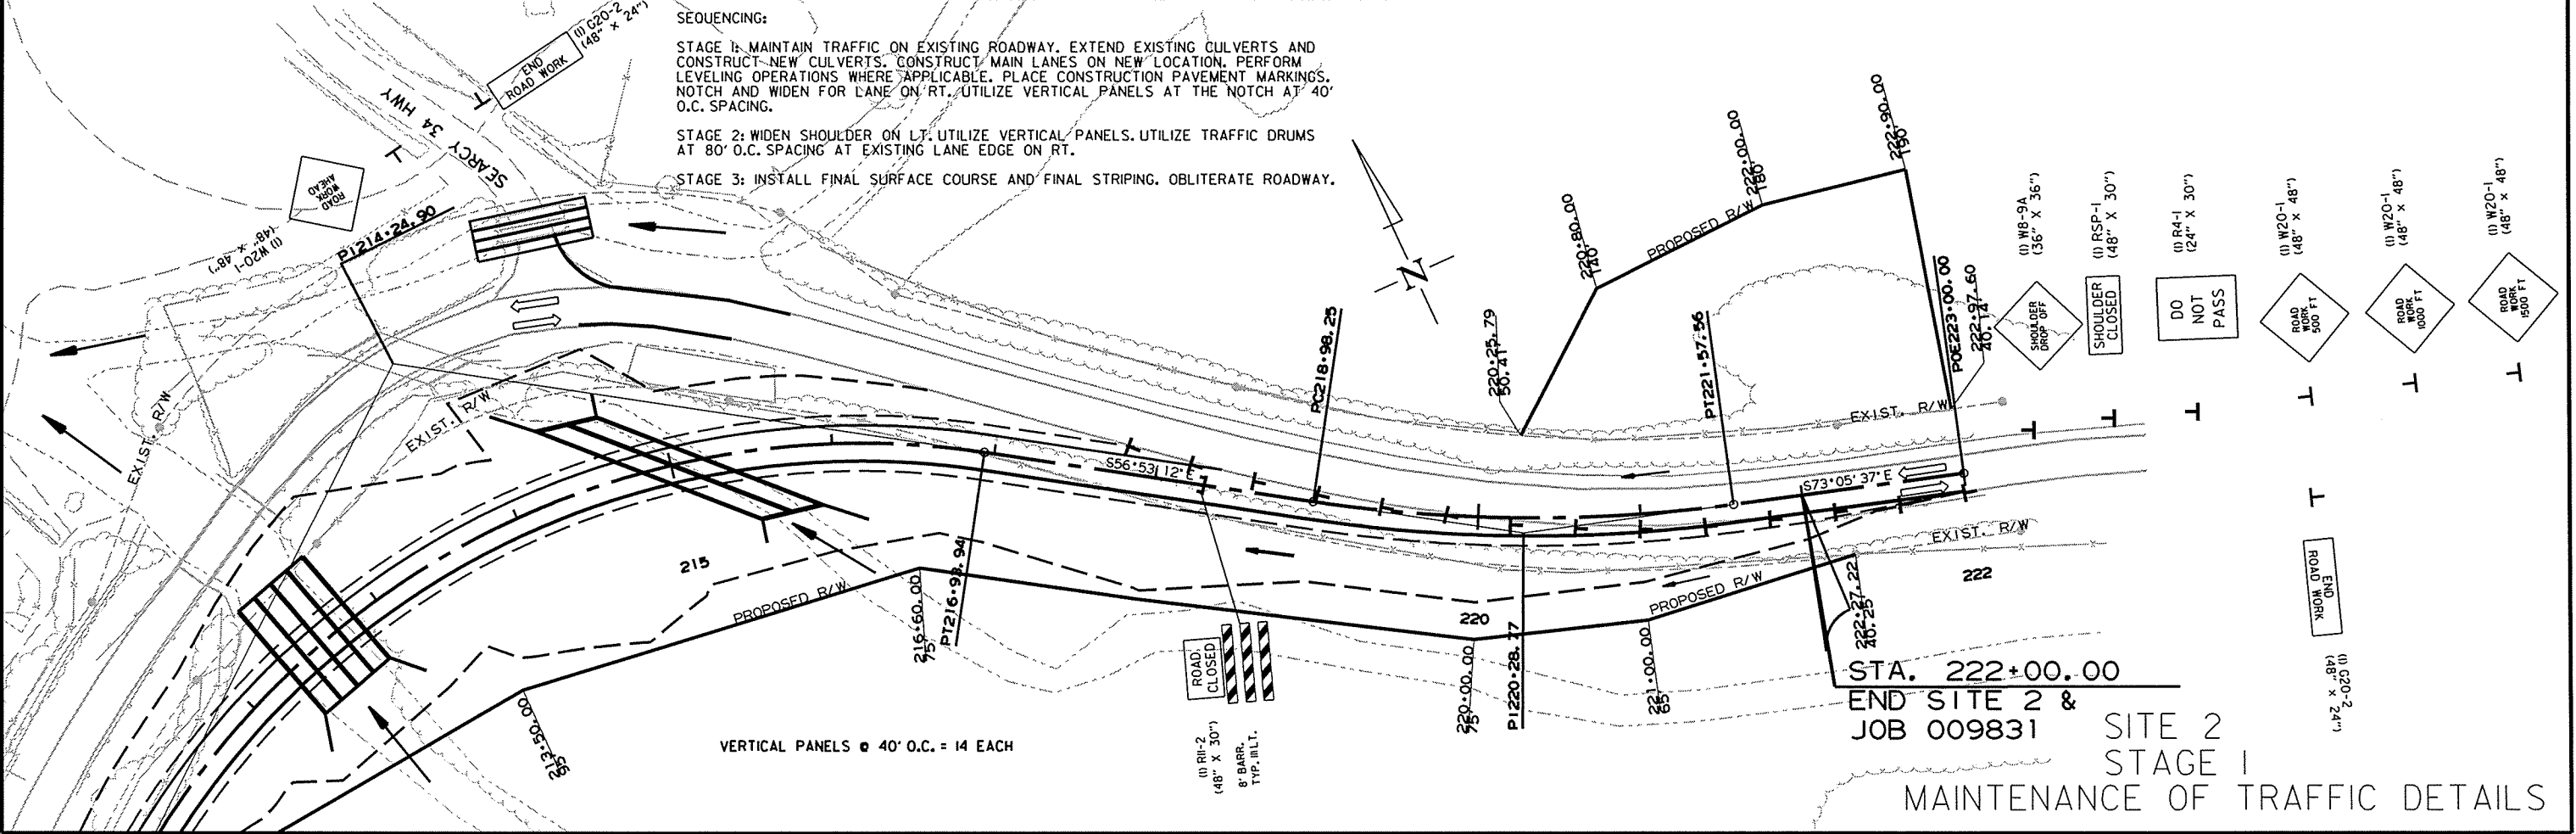 SEQUENCING:
STAGE 1: MAINTAIN TRAFFIC ON EXISTING ROADWAY. EXTEND EXISTING CULVERTS AND
CONSTRUCT NEW CULVERTS. CONSTRUCT MAIN LANES ON NEW LOCATION. PERFORM
LEVELING OPERATIONS WHERE APPLICABLE. PLACE CONSTRUCTION PAVEMENT MARKINGS.
NOTCH AND WIDEN FOR LANE ON RT. UTILIZE VERTICAL PANELS AT THE NOTCH AT 40'
O.C. SPACING.
STAGE 2: WIDEN SHOULDER ON LT. UTILIZE VERTICAL PANELS. UTILIZE TRAFFIC DRUMS
AT 80' O.C. SPACING AT EXISTING LANE EDGE ON RT.
STAGE 3: INSTALL FINAL SURFACE COURSE AND FINAL STRIPING. OBLITERATE ROADWAY.
(1) G20-2
(48" X 24")
END
ROAD WORK
SEARCY 34 HWY
ROAD
WORK
AHEAD
(1) W20-1
(48" X 48")
PI214+24.90
EXIST. R/W
EXIST. R/W
N
PROPOSED R/W
220+80.00
140'
222+00.00
180'
222+90.00
190'
220+25.79
50.41'
PC218+98.25
PT221+57.56
POE223+00.00
222+97.60
40.14'
EXIST. R/W
(1) W8-9A
(36" X 36")
SHOULDER
DROP OFF
(1) RSP-1
(48" X 30")
SHOULDER
CLOSED
(1) R4-1
(24" X 30")
DO
NOT
PASS
(1) W20-1
(48" X 48")
ROAD
WORK
500 FT
(1) W20-1
(48" X 48")
ROAD
WORK
1000 FT
(1) W20-1
(48" X 48")
ROAD
WORK
1500 FT
S56°53'12"E
S73°05'37"E
EXIST. R/W
215
220
222
PROPOSED R/W
PROPOSED R/W
213+50.00
95'
216+60.00
75'
PT216+93.94
220+00.00
75'
PI220+28.77
221+00.00
65'
222+27.22
40.25'
ROAD
CLOSED
(1) R11-2
(48" X 30")
8' BARR.
TYP. III LT.
VERTICAL PANELS @ 40' O.C. = 14 EACH
END
ROAD WORK
(1) G20-2
(48" X 24")
STA. 222+00.00
END SITE 2 &
JOB 009831
SITE 2
STAGE 1
MAINTENANCE OF TRAFFIC DETAILS